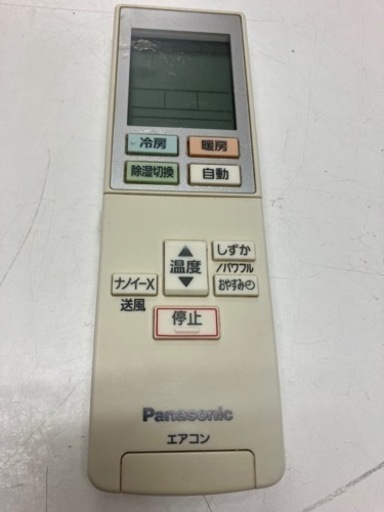 冷房 暖房
除湿切換 自動
温度
しずか
/パワフル
ナノイーX おやすみ
送風
停止
Panasonic
エアコン